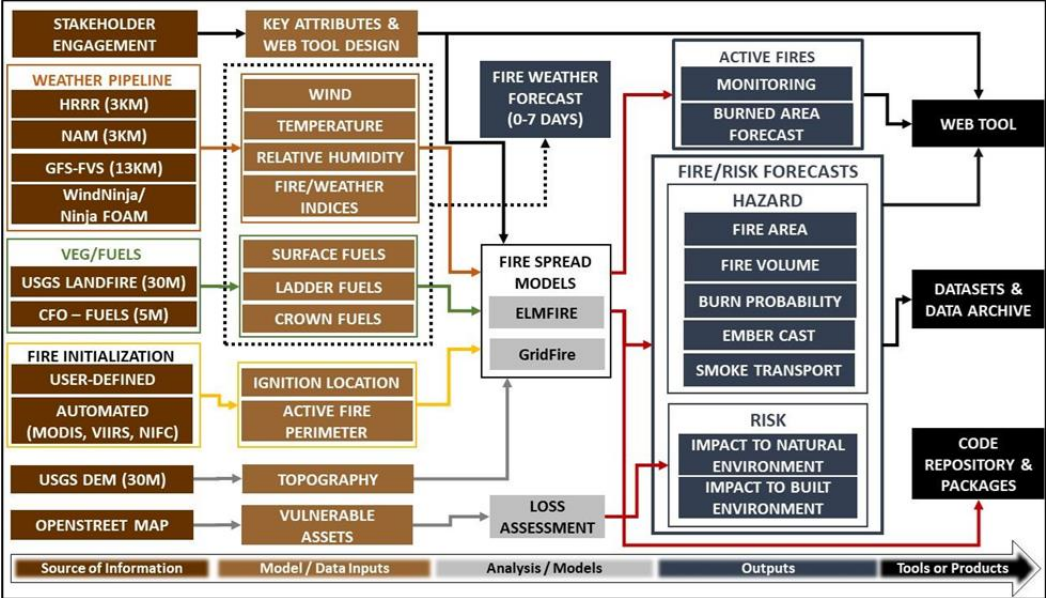 STAKEHOLDER
ENGAGEMENT
KEY ATTRIBUTES &
WEB TOOL DESIGN
WEATHER PIPELINE
HRRR (3KM)
NAM (3KM)
GFS-FVS (13KM)
WindNinja/
Ninja FOAM
WIND
TEMPERATURE
RELATIVE HUMIDITY
FIRE/WEATHER
INDICES
FIRE WEATHER
FORECAST
(0-7 DAYS)
ACTIVE FIRES
MONITORING
BURNED AREA
FORECAST
WEB TOOL
VEG/FUELS
USGS LANDFIRE (30M)
CFO – FUELS (5M)
SURFACE FUELS
LADDER FUELS
CROWN FUELS
FIRE SPREAD
MODELS
ELMFIRE
GridFire
FIRE/RISK FORECASTS
HAZARD
FIRE AREA
FIRE VOLUME
BURN PROBABILITY
EMBER CAST
SMOKE TRANSPORT
DATASETS &
DATA ARCHIVE
FIRE INITIALIZATION
USER-DEFINED
AUTOMATED
(MODIS, VIIRS, NIFC)
IGNITION LOCATION
ACTIVE FIRE
PERIMETER
RISK
IMPACT TO NATURAL
ENVIRONMENT
IMPACT TO BUILT
ENVIRONMENT
CODE
REPOSITORY &
PACKAGES
USGS DEM (30M)
TOPOGRAPHY
OPENSTREET MAP
VULNERABLE
ASSETS
LOSS
ASSESSMENT
Source of Information
Model / Data Inputs
Analysis / Models
Outputs
Tools or Products